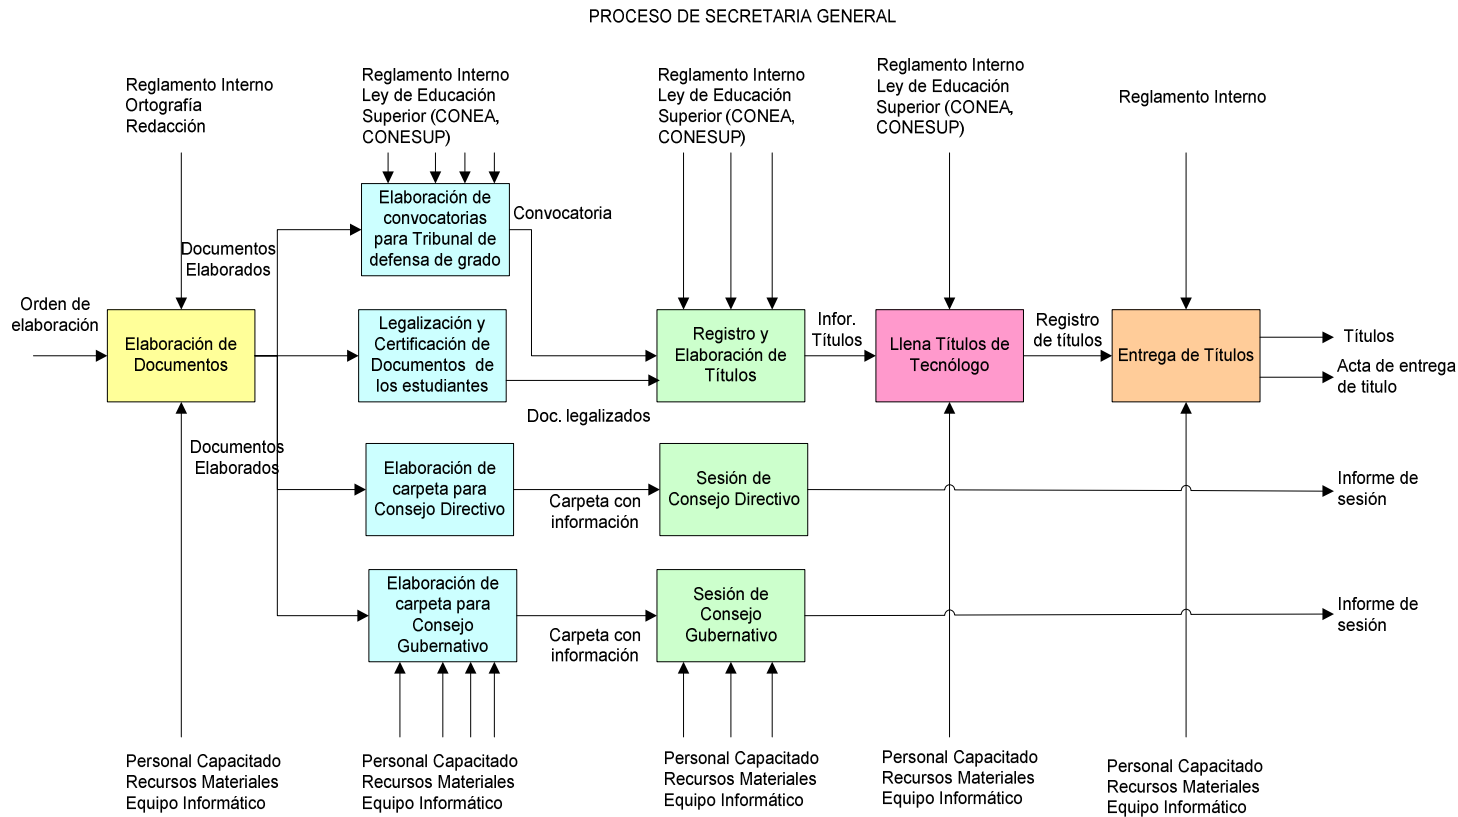 PROCESO DE SECRETARIA GENERAL
Reglamento Interno
Ortografía
Redacción
Reglamento Interno
Ley de Educación
Superior (CONEA,
CONESUP)
Reglamento Interno
Ley de Educación
Superior (CONEA,
CONESUP)
Reglamento Interno
Ley de Educación
Superior (CONEA,
CONESUP)
Reglamento Interno
Orden de
elaboración
Elaboración de
Documentos
Documentos
Elaborados
Documentos
Elaborados
Elaboración de
convocatorias
para Tribunal de
defensa de grado
Convocatoria
Legalización y
Certificación de
Documentos de
los estudiantes
Doc. legalizados
Registro y
Elaboración de
Títulos
Infor.
Títulos
Llena Títulos de
Tecnólogo
Registro
de títulos
Entrega de Títulos
Títulos
Acta de entrega
de titulo
Elaboración de
carpeta para
Consejo Directivo
Carpeta con
información
Sesión de
Consejo Directivo
Informe de
sesión
Elaboración de
carpeta para
Consejo
Gubernativo
Carpeta con
información
Sesión de
Consejo
Gubernativo
Informe de
sesión
Personal Capacitado
Recursos Materiales
Equipo Informático
Personal Capacitado
Recursos Materiales
Equipo Informático
Personal Capacitado
Recursos Materiales
Equipo Informático
Personal Capacitado
Recursos Materiales
Equipo Informático
Personal Capacitado
Recursos Materiales
Equipo Informático